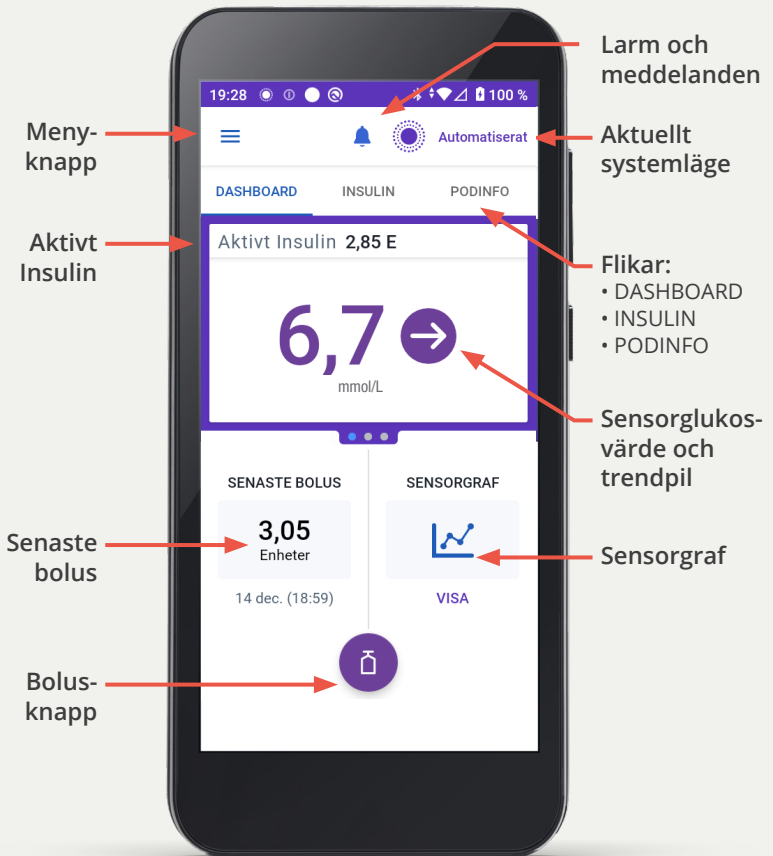 Larm och
meddelanden
19:28
100 %
Meny-
knapp
Automatiserat
Aktuellt
systemläge
DASHBOARD INSULIN PODINFO
Aktivt
Insulin
Aktivt Insulin 2,85 E
Flikar:
• DASHBOARD
• INSULIN
• PODINFO
6,7
mmol/L
Sensorglukos-
värde och
trendpil
SENASTE BOLUS
SENSORGRAF
Senaste
bolus
3,05
Enheter
Sensorgraf
14 dec. (18:59)
VISA
Bolus-
knapp